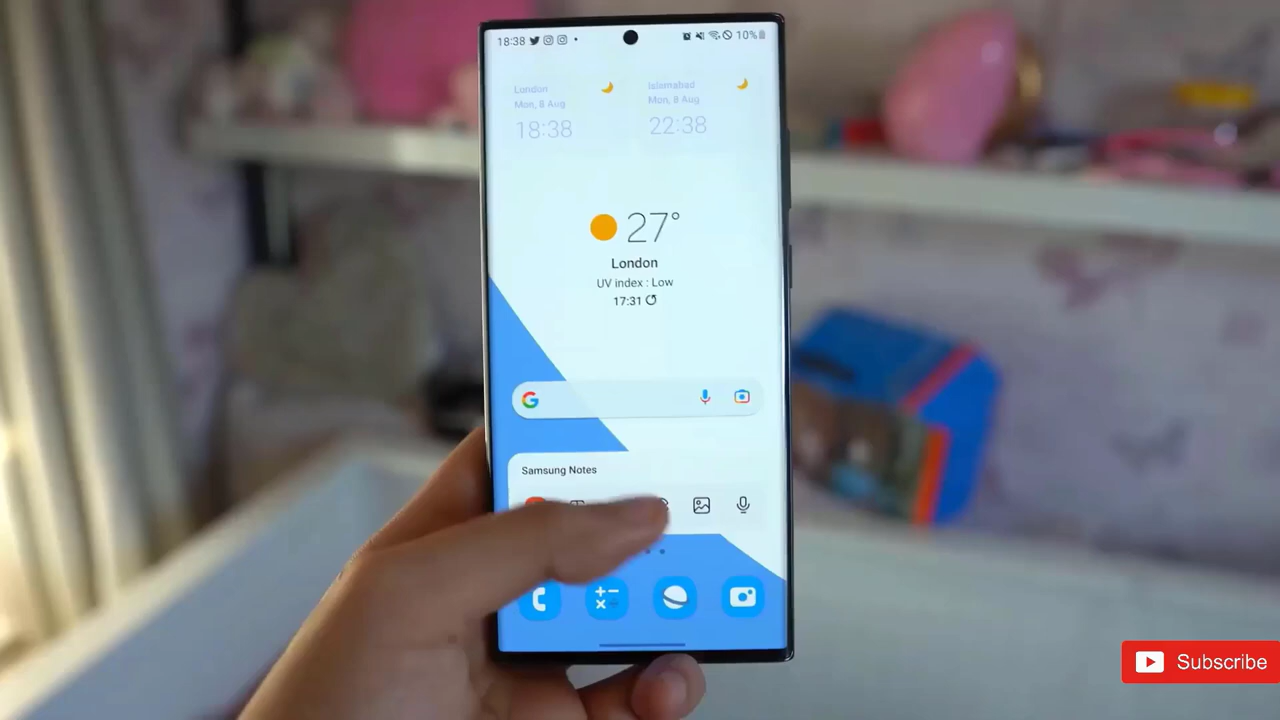 18:38 10%
London Islamabad
Mon, 8 Aug Mon, 8 Aug
18:38 22:38
27°
London
UV index : Low
17:31
Samsung Notes
Subscribe